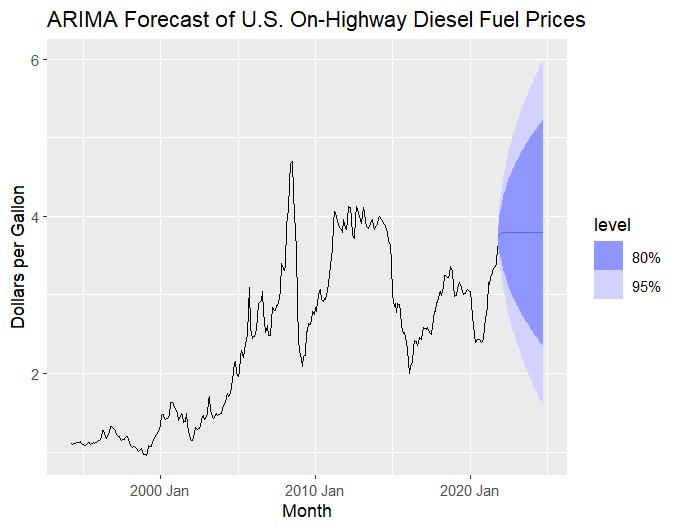 ARIMA Forecast of U.S. On-Highway Diesel Fuel Prices
6
4
2
Dollars per Gallon
2000 Jan
2010 Jan
2020 Jan
Month
level
80%
95%